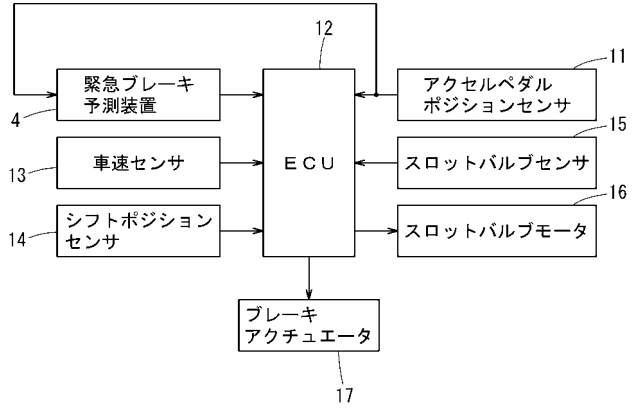 12
11
緊急ブレーキ
予測装置
4
アクセルペダル
ポジションセンサ
15
車速センサ
13
ECU
スロットバルブセンサ
16
シフトポジション
センサ
14
スロットバルブモータ
ブレーキ
アクチュエータ
17